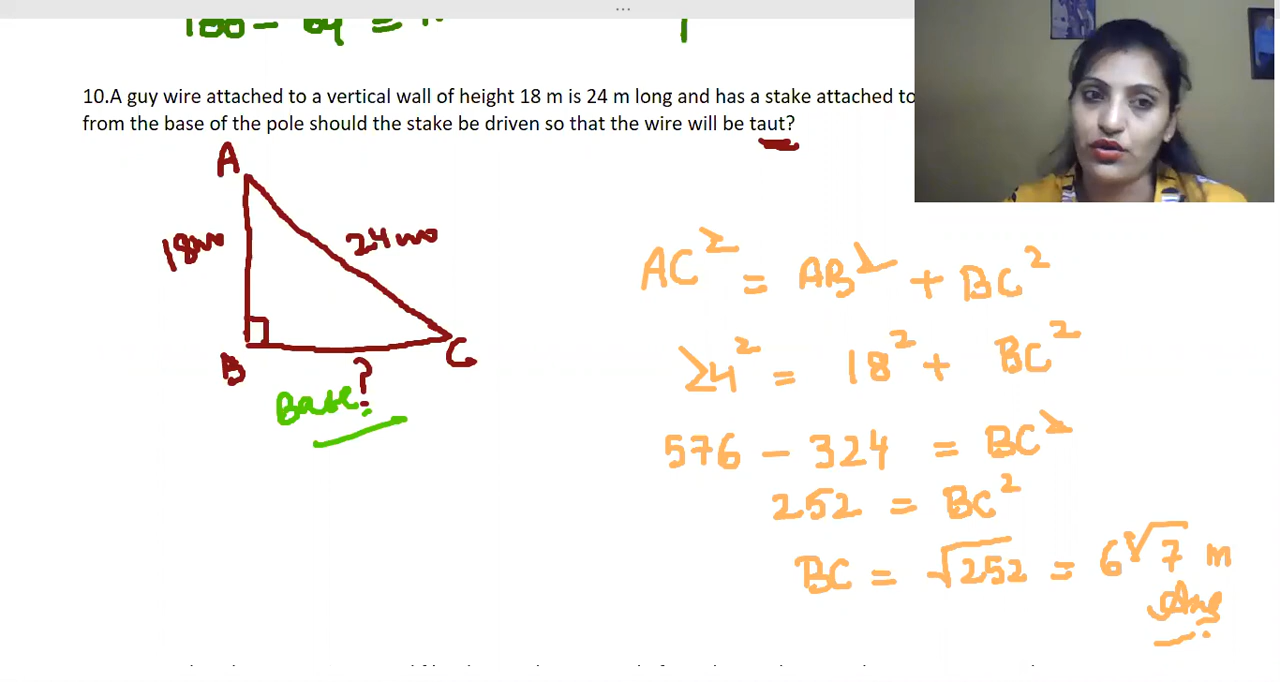 10.A guy wire attached to a vertical wall of height 18 m is 24 m long and has a stake attached to
from the base of the pole should the stake be driven so that the wire will be taut?
A
18m
24m
B
C
?
Base
AC² = AB² + BC²
24² = 18² + BC²
576 - 324 = BC²
252 = BC²
BC = √252 = 6√7 m
Ans